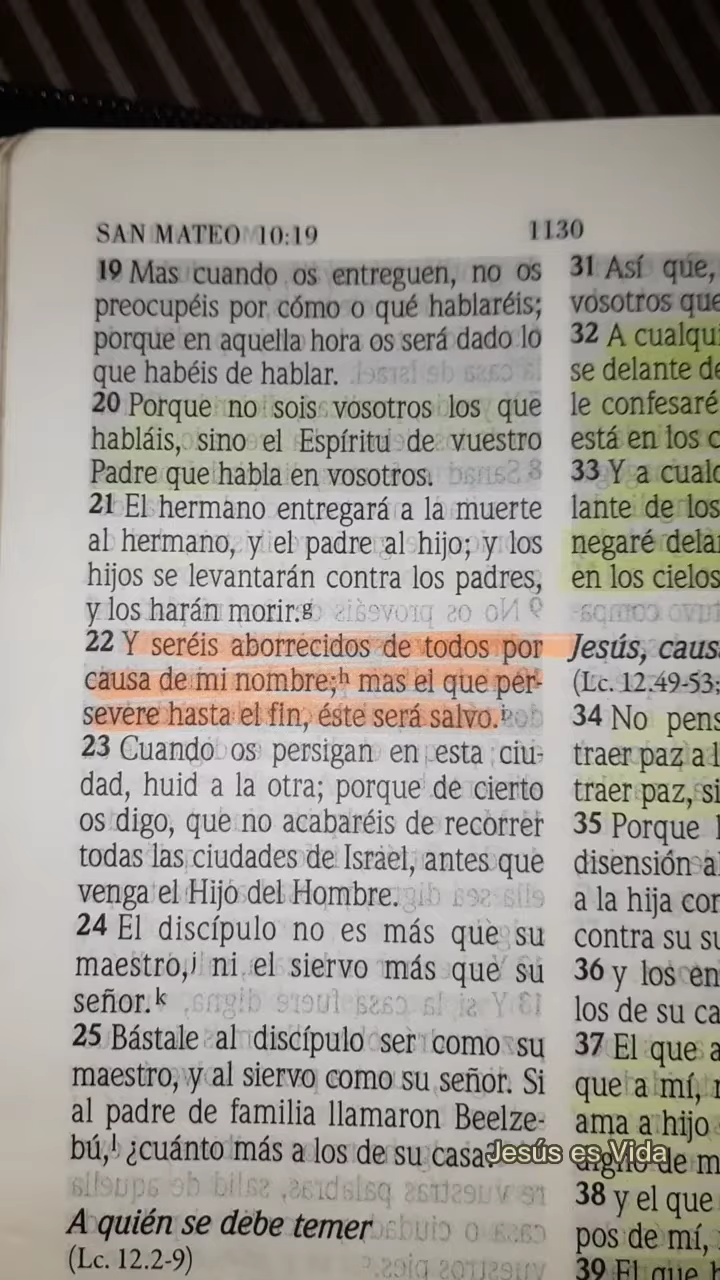 SAN MATEO 10:19
1130
19 Mas cuando os entreguen, no os
preocupéis por cómo o qué hablaréis;
porque en aquella hora os será dado lo
que habéis de hablar.
20 Porque no sois vosotros los que
habláis, sino el Espíritu de vuestro
Padre que habla en vosotros.
21 El hermano entregará a la muerte
al hermano, y el padre al hijo; y los
hijos se levantarán contra los padres,
y los harán morir.g
22 Y seréis aborrecidos de todos por
causa de mi nombre;h mas el que per-
severe hasta el fin, éste será salvo.i
23 Cuando os persigan en esta ciu-
dad, huid a la otra; porque de cierto
os digo, que no acabaréis de recorrer
todas las ciudades de Israel, antes que
venga el Hijo del Hombre.
24 El discípulo no es más que su
maestro,j ni el siervo más que su
señor.k
25 Bástale al discípulo ser como su
maestro, y al siervo como su señor. Si
al padre de familia llamaron Beelze-
bú,l ¿cuánto más a los de su casa?
A quién se debe temer
(Lc. 12.2-9)
31 Así que,
vosotros
32 A
se delante
le confesaré
está en los
33 Y a
lante de los
negaré
en los cielos
Jesús,
(Lc. 12.49-53;
34 No
traer paz a
traer paz,
35 Porque
disensión
a la hija
contra su
36 y los
los de su
37 El que
que a mí,
ama a hijo
digno de
38 y el que
pos de mí,
39 El que
Jesús es Vida